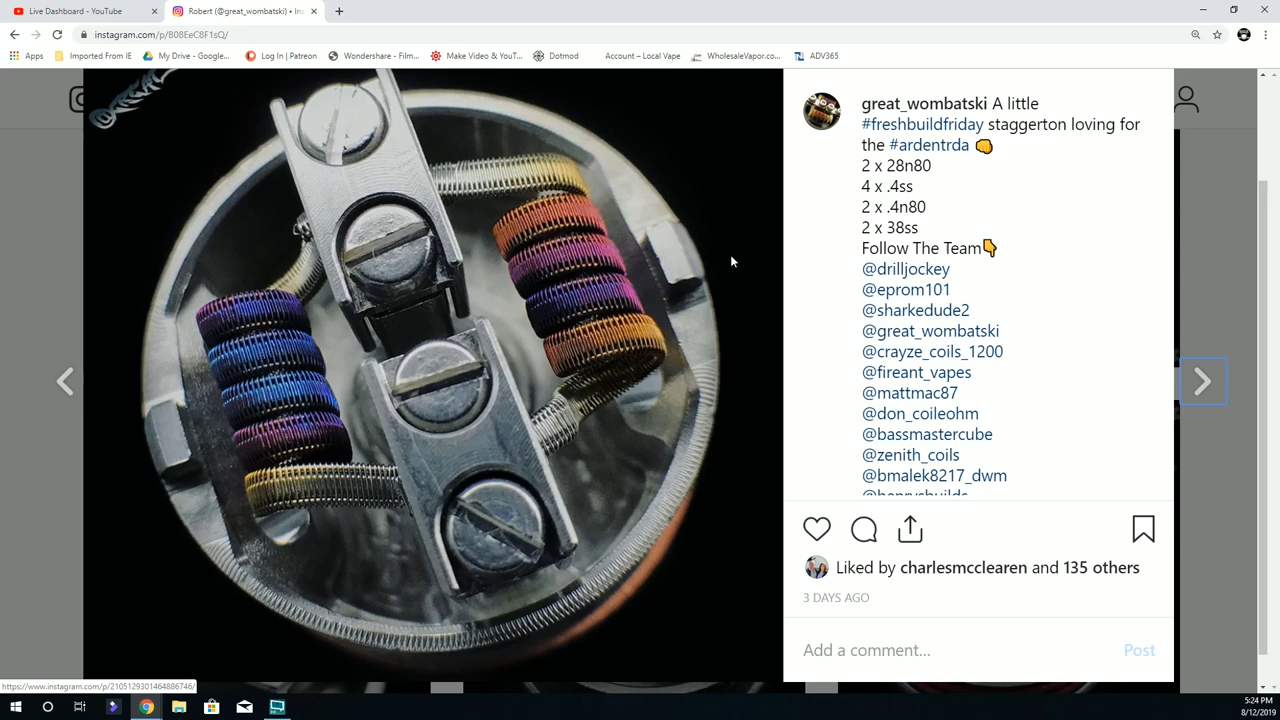 Live Dashboard - YouTube
Robert (@great_wombatski) • Ins
instagram.com/p/B08EeC8F1sQ/
Apps
Imported From IE
My Drive - Google...
Log In | Patreon
Wondershare - Film...
Make Video & YouT...
Dotmod
Account – Local Vape
WholesaleVapor.co...
ADV365
great_wombatski A little
#freshbuildfriday staggerton loving for
the #ardentrda
2 x 28n80
4 x .4ss
2 x .4n80
2 x 38ss
Follow The Team
@drilljockey
@eprom101
@sharkedude2
@great_wombatski
@crayze_coils_1200
@fireant_vapes
@mattmac87
@don_coileohm
@bassmastercube
@zenith_coils
@bmalek8217_dwm
Liked by charlesmcclearen and 135 others
3 DAYS AGO
Add a comment...
Post
https://www.instagram.com/p/2105129301464886746/
5:24 PM
8/12/2019